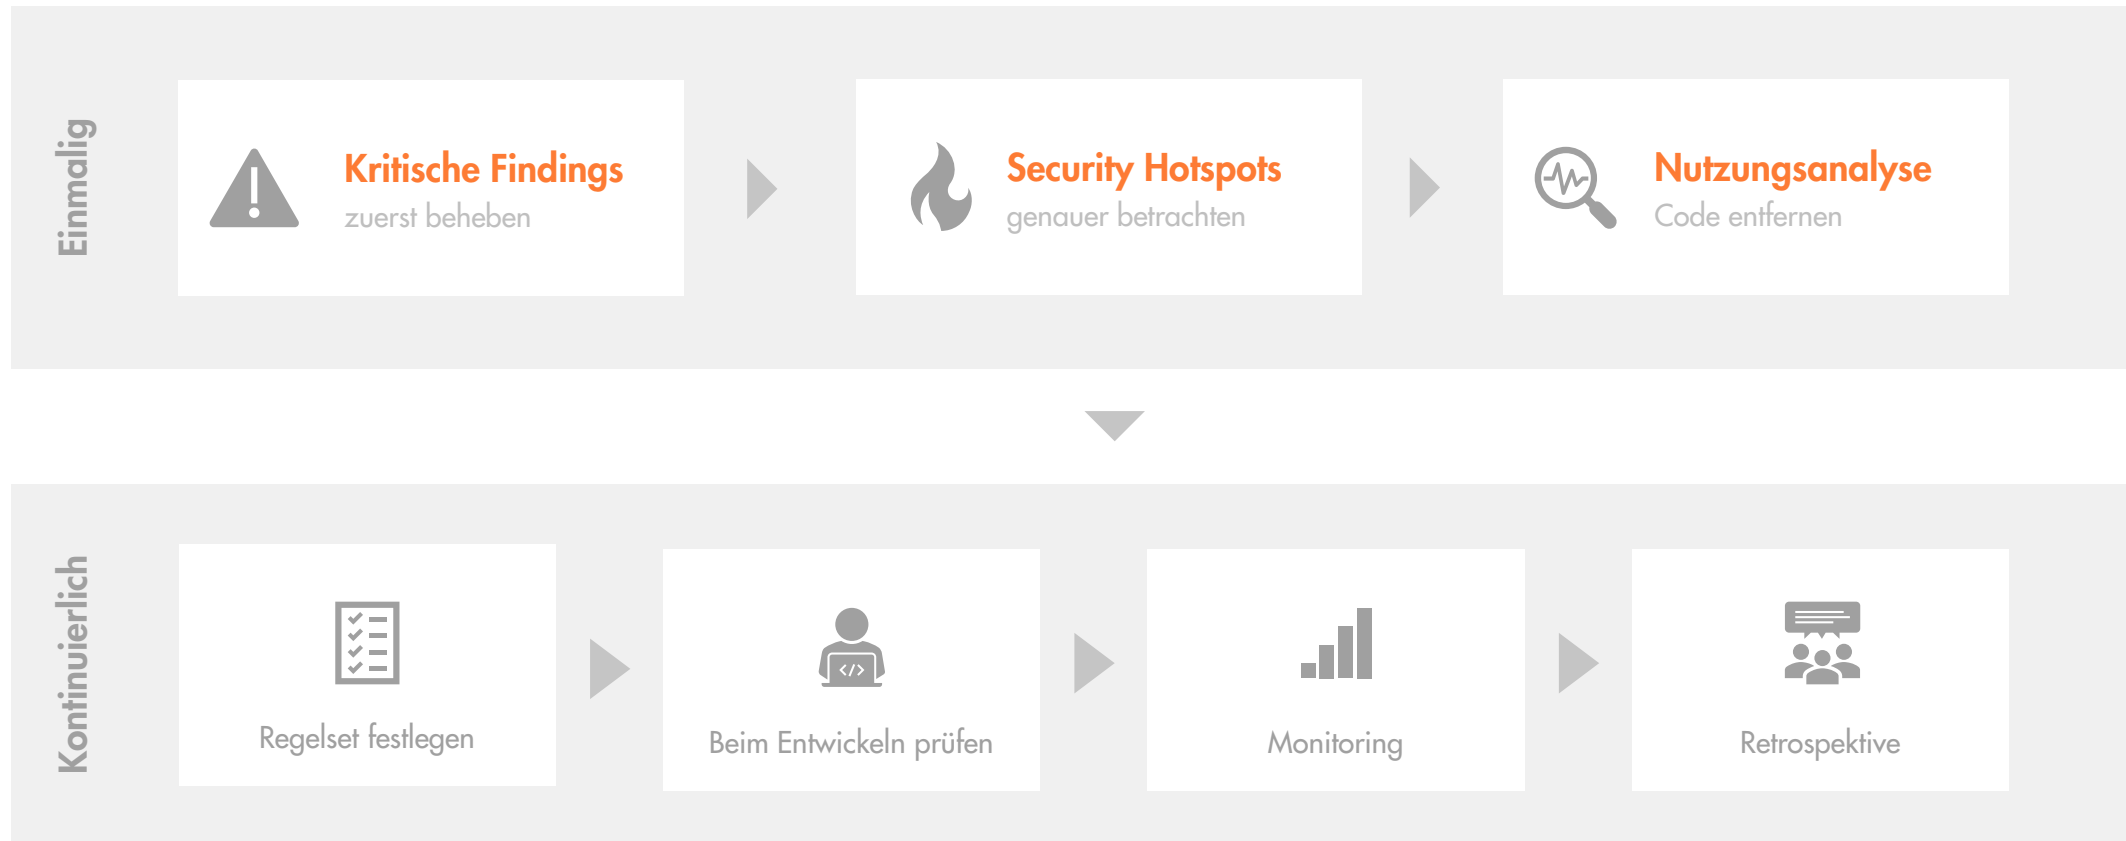 Einmalig
Kritische Findings
zuerst beheben
Security Hotspots
genauer betrachten
Nutzungsanalyse
Code entfernen
Kontinuierlich
Regelset festlegen
</>
Beim Entwickeln prüfen
Monitoring
Retrospektive